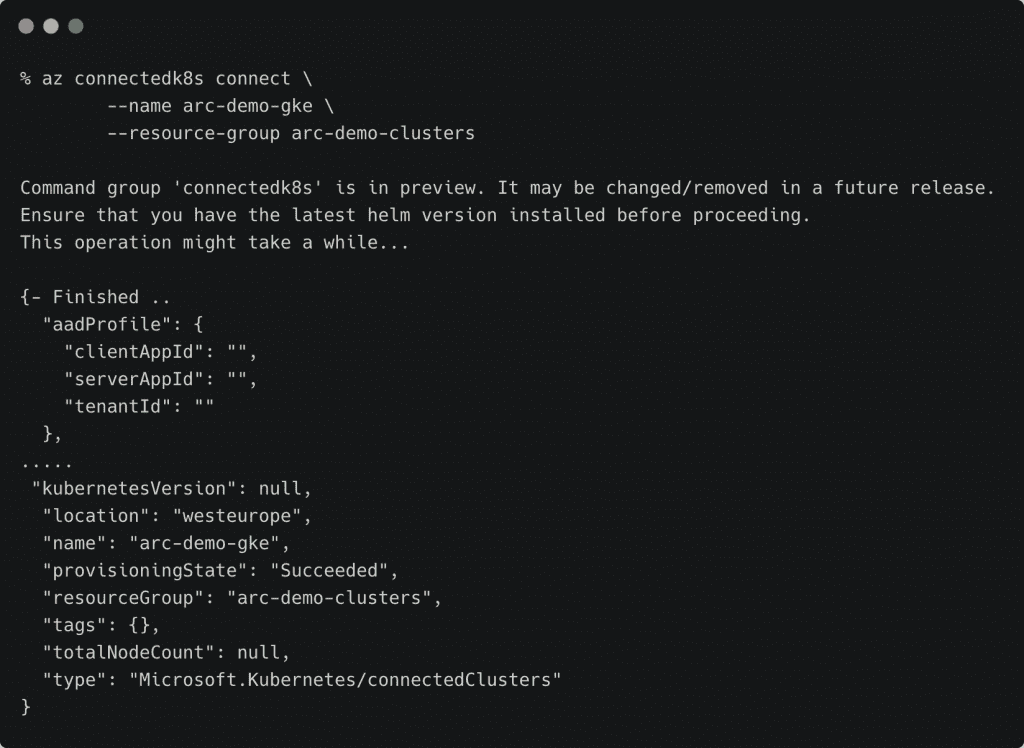 % az connectedk8s connect \
        --name arc-demo-gke \
        --resource-group arc-demo-clusters

Command group 'connectedk8s' is in preview. It may be changed/removed in a future release.
Ensure that you have the latest helm version installed before proceeding.
This operation might take a while...

{- Finished ..
  "aadProfile": {
    "clientAppId": "",
    "serverAppId": "",
    "tenantId": ""
  },
.....
 "kubernetesVersion": null,
  "location": "westeurope",
  "name": "arc-demo-gke",
  "provisioningState": "Succeeded",
  "resourceGroup": "arc-demo-clusters",
  "tags": {},
  "totalNodeCount": null,
  "type": "Microsoft.Kubernetes/connectedClusters"
}